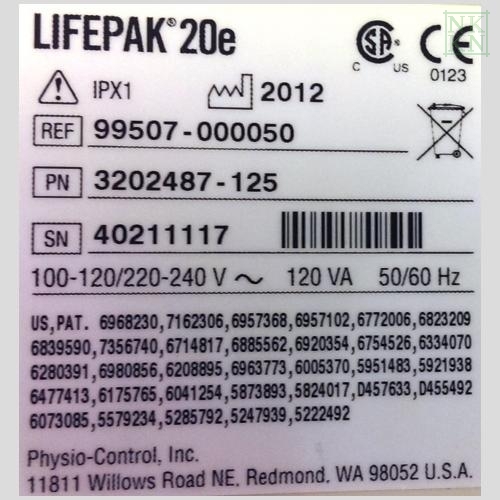 LIFEPAK® 20e
CSA
C US
CE
0123
IPX1
2012
REF 99507-000050
PN 3202487-125
SN 40211117
100-120/220-240 V ~ 120 VA 50/60 Hz
US,PAT. 6968230,7162306,6957368,6957102,6772006,6823209
6839590,7356740,6714817,6885562,6920354,6754526,6334070
6280391,6980856,6208895,6963773,6005370,5951483,5921938
6477413,6175765,6041254,5873893,5824017,D457633,D455492
6073085,5579234,5285792,5247939,5222492
Physio-Control, Inc.
11811 Willows Road NE, Redmond, WA 98052 U.S.A.